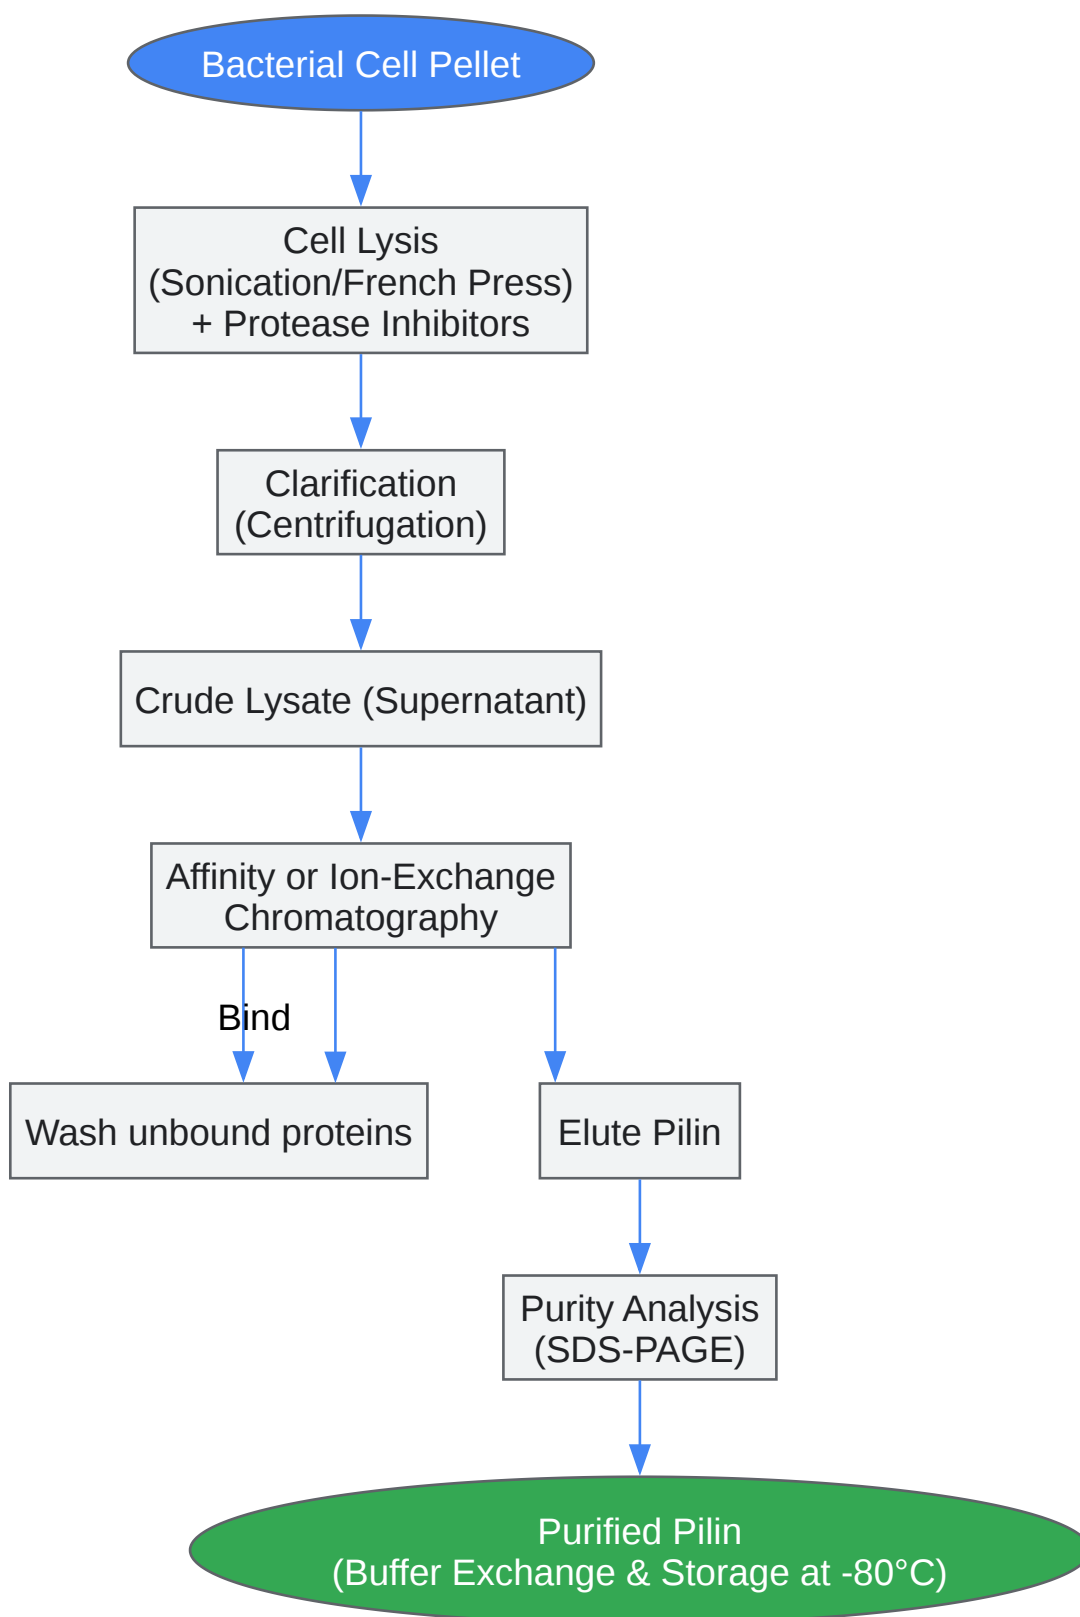 Bacterial Cell Pellet
Cell Lysis
(Sonication/French Press)
+ Protease Inhibitors
Clarification
(Centrifugation)
Crude Lysate (Supernatant)
Affinity or Ion-Exchange
Chromatography
Bind
Wash unbound proteins
Elute Pilin
Purity Analysis
(SDS-PAGE)
Purified Pilin
(Buffer Exchange & Storage at -80°C)